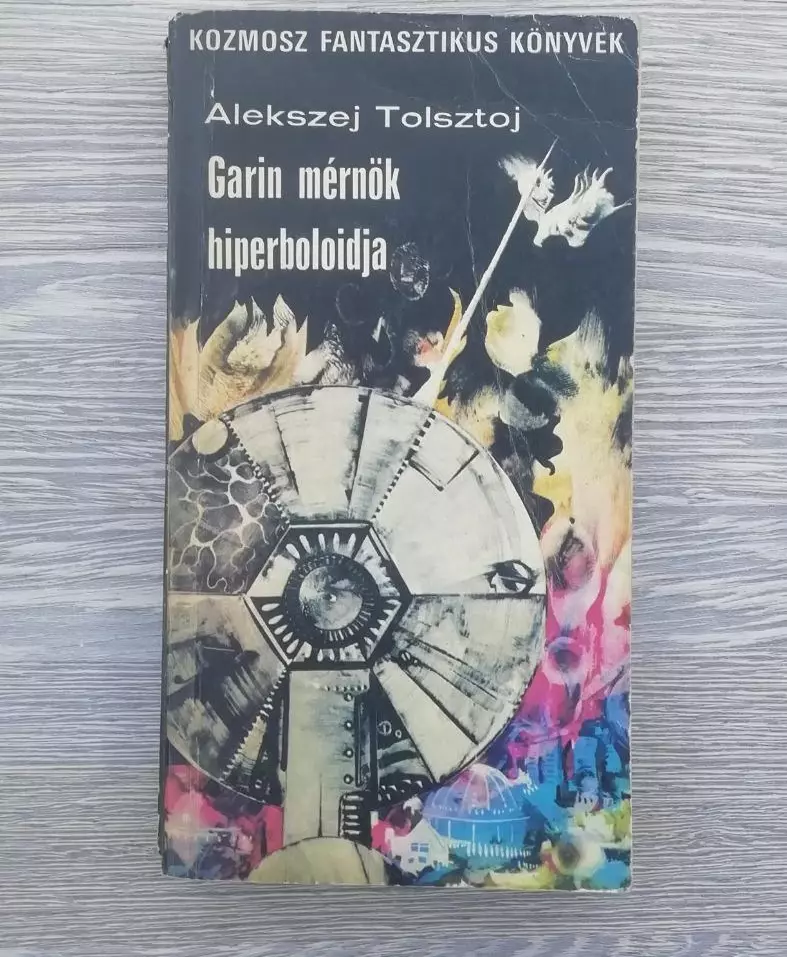 KOZMOSZ FANTASZTIKUS KÖNYVEK
Alekszej Tolsztoj
Garin mérnök
hiperboloidja